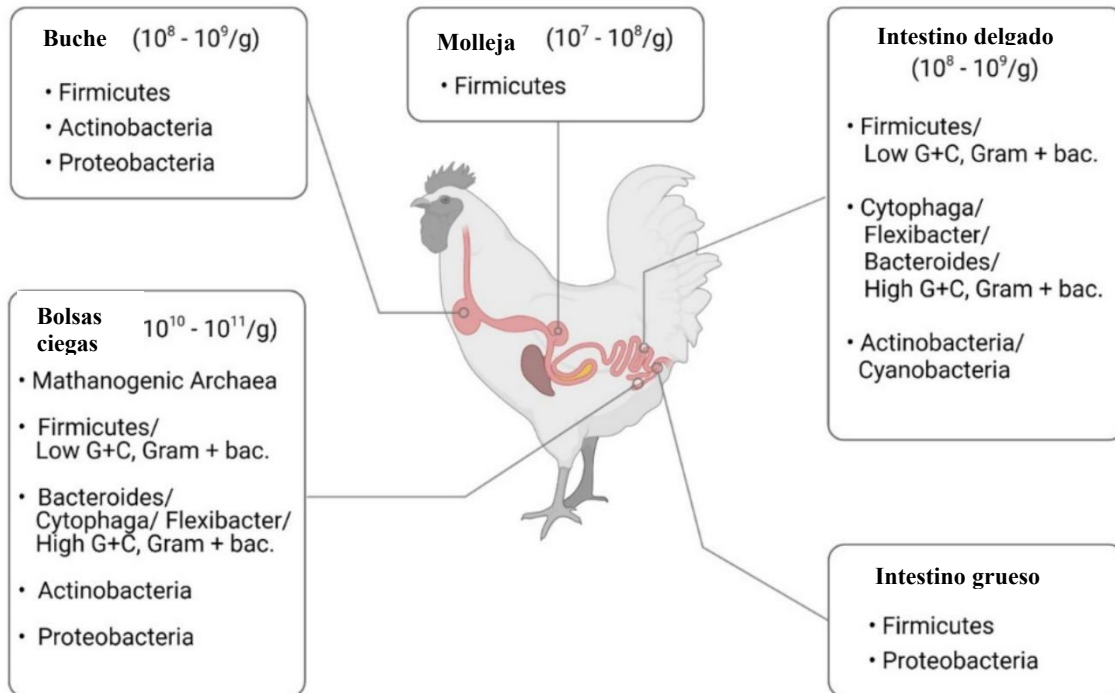 Buche (10⁸ - 10⁹/g)
• Firmicutes
• Actinobacteria
• Proteobacteria
Molleja (10⁷ - 10⁸/g)
• Firmicutes
Intestino delgado
(10⁸ - 10⁹/g)
• Firmicutes/
Low G+C, Gram + bac.
• Cytophaga/
Flexibacter/
Bacteroides/
High G+C, Gram + bac.
• Actinobacteria/
Cyanobacteria
Bolsas
ciegas 10¹⁰ - 10¹¹/g)
• Mathanogenic Archaea
• Firmicutes/
Low G+C, Gram + bac.
• Bacteroides/
Cytophaga/ Flexibacter/
High G+C, Gram + bac.
• Actinobacteria
• Proteobacteria
Intestino grueso
• Firmicutes
• Proteobacteria